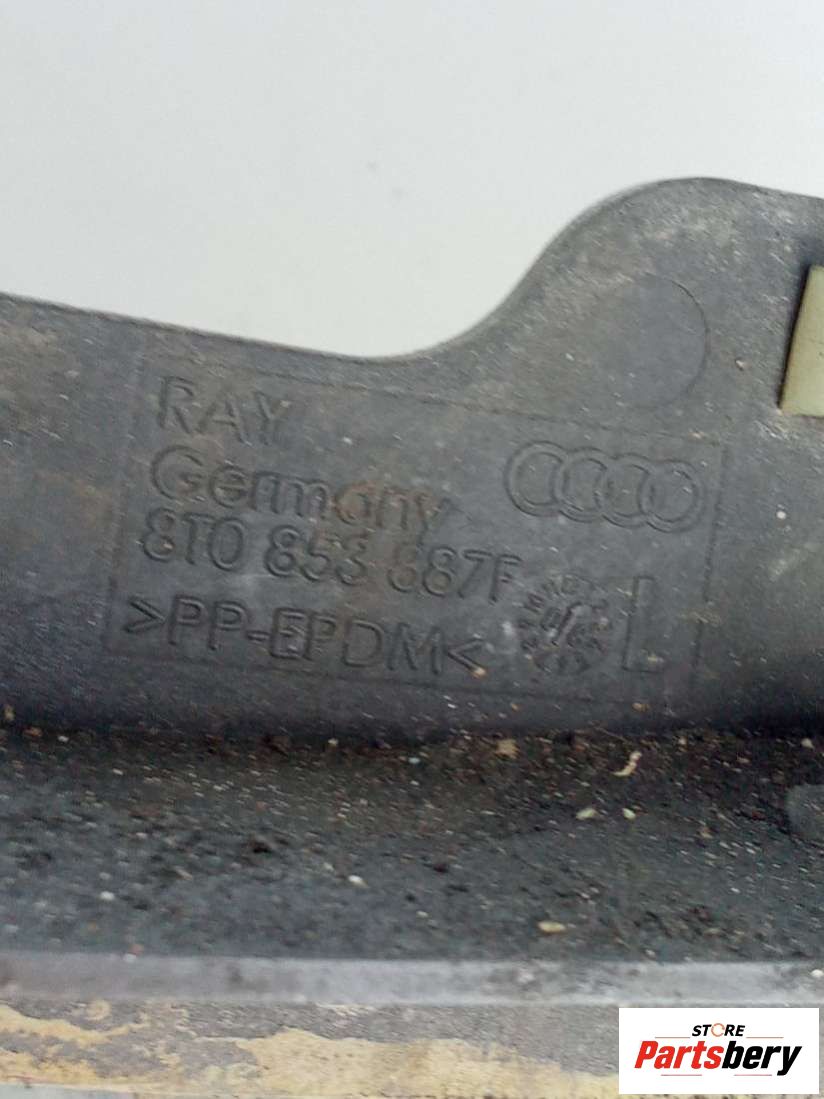 RAY
Germany
8T0 853 887F
>PP-EPDM<
L
STORE
Partsbery